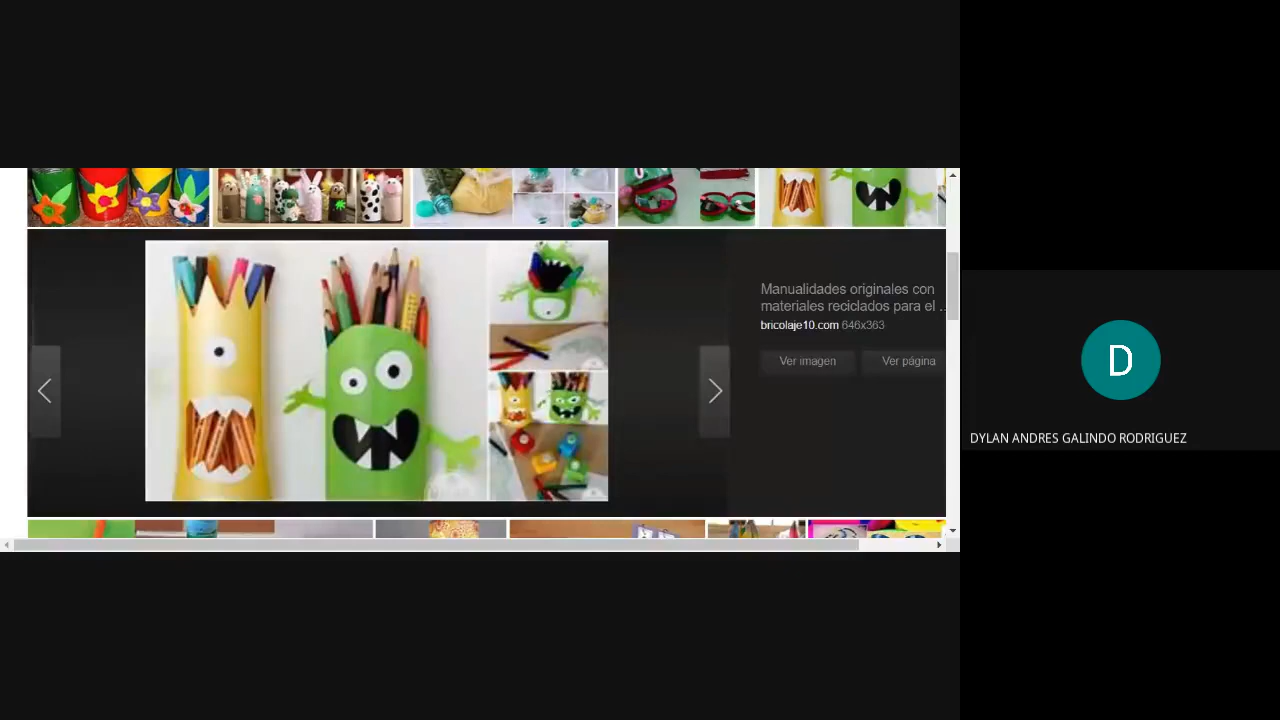 Manualidades originales con
materiales reciclados para el ...
bricolaje10.com 646x363
Ver imagen
Ver página
D
DYLAN ANDRES GALINDO RODRIGUEZ